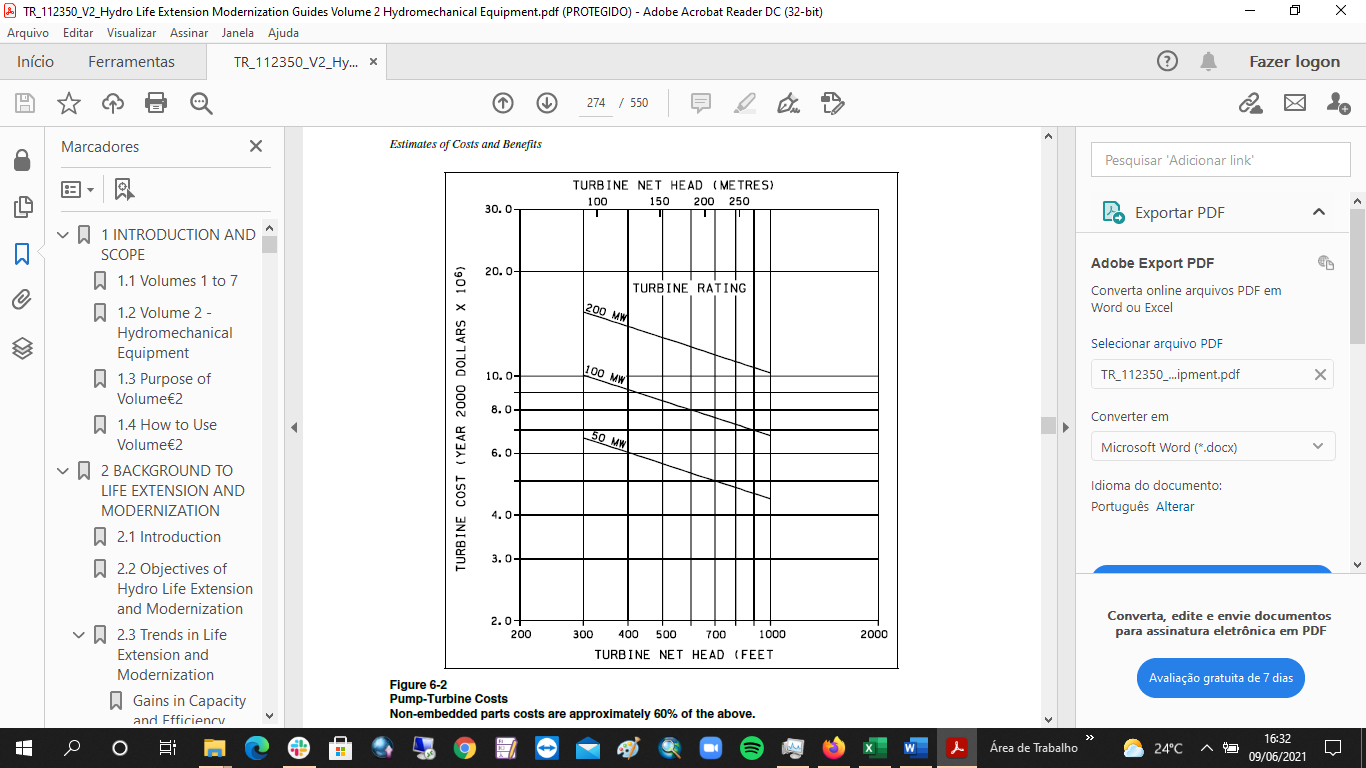 TR_112350_V2_Hydro Life Extension Modernization Guides Volume 2 Hydromechanical Equipment.pdf (PROTEGIDO) - Adobe Acrobat Reader DC (32-bit)
Arquivo Editar Visualizar Assinar Janela Ajuda
Início Ferramentas TR_112350_V2_Hy... × Fazer logon
274 / 550
Marcadores
1 INTRODUCTION AND
SCOPE
1.1 Volumes 1 to 7
1.2 Volume 2 -
Hydromechanical
Equipment
1.3 Purpose of
Volume€2
1.4 How to Use
Volume€2
2 BACKGROUND TO
LIFE EXTENSION AND
MODERNIZATION
2.1 Introduction
2.2 Objectives of
Hydro Life Extension
and Modernization
2.3 Trends in Life
Extension and
Modernization
Gains in Capacity
and Efficiency
Estimates of Costs and Benefits
TURBINE NET HEAD (METRES)
100 150 200 250
30.0
20.0
10.0
8.0
6.0
4.0
3.0
2.0
TURBINE COST (YEAR 2000 DOLLARS X 10⁶)
TURBINE RATING
200 MW
100 MW
50 MW
200 300 400 500 700 1000 2000
TURBINE NET HEAD (FEET
Figure 6-2
Pump-Turbine Costs
Non-embedded parts costs are approximately 60% of the above.
Pesquisar 'Adicionar link'
Exportar PDF
Adobe Export PDF
Converta online arquivos PDF em
Word ou Excel
Selecionar arquivo PDF
TR_112350_...ipment.pdf
Converter em
Microsoft Word (*.docx)
Idioma do documento:
Português Alterar
Converta, edite e envie documentos
para assinatura eletrônica em PDF
Avaliação gratuita de 7 dias
Área de Trabalho
24°C
16:32
09/06/2021